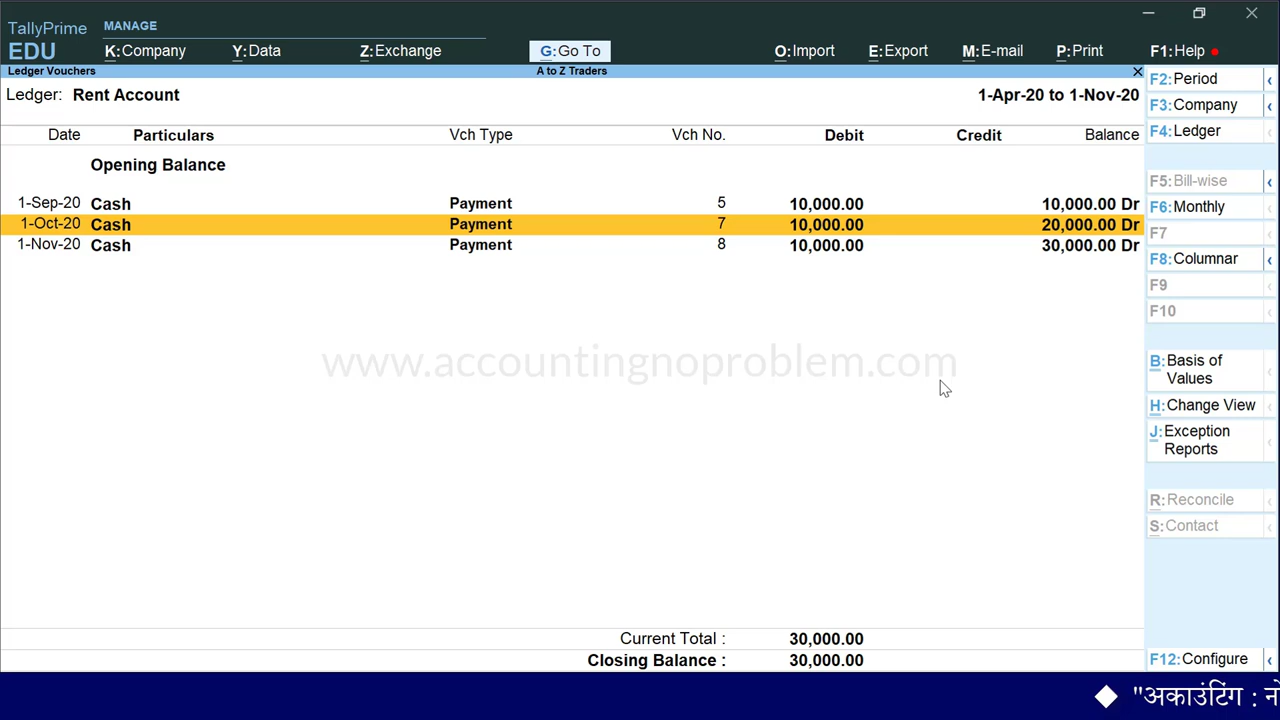 TallyPrime
EDU
MANAGE
K:Company Y:Data Z:Exchange G:Go To O:Import E:Export M:E-mail P:Print F1:Help
Ledger Vouchers A to Z Traders
Ledger: Rent Account 1-Apr-20 to 1-Nov-20
Date Particulars Vch Type Vch No. Debit Credit Balance
Opening Balance
1-Sep-20 Cash Payment 5 10,000.00 10,000.00 Dr
1-Oct-20 Cash Payment 7 10,000.00 20,000.00 Dr
1-Nov-20 Cash Payment 8 10,000.00 30,000.00 Dr
www.accountingnoproblem.com
Current Total : 30,000.00
Closing Balance : 30,000.00
F2:Period
F3:Company
F4:Ledger
F5:Bill-wise
F6:Monthly
F7
F8:Columnar
F9
F10
B:Basis of
Values
H:Change View
J:Exception
Reports
R:Reconcile
S:Contact
F12:Configure
"अकाउंटिंग :